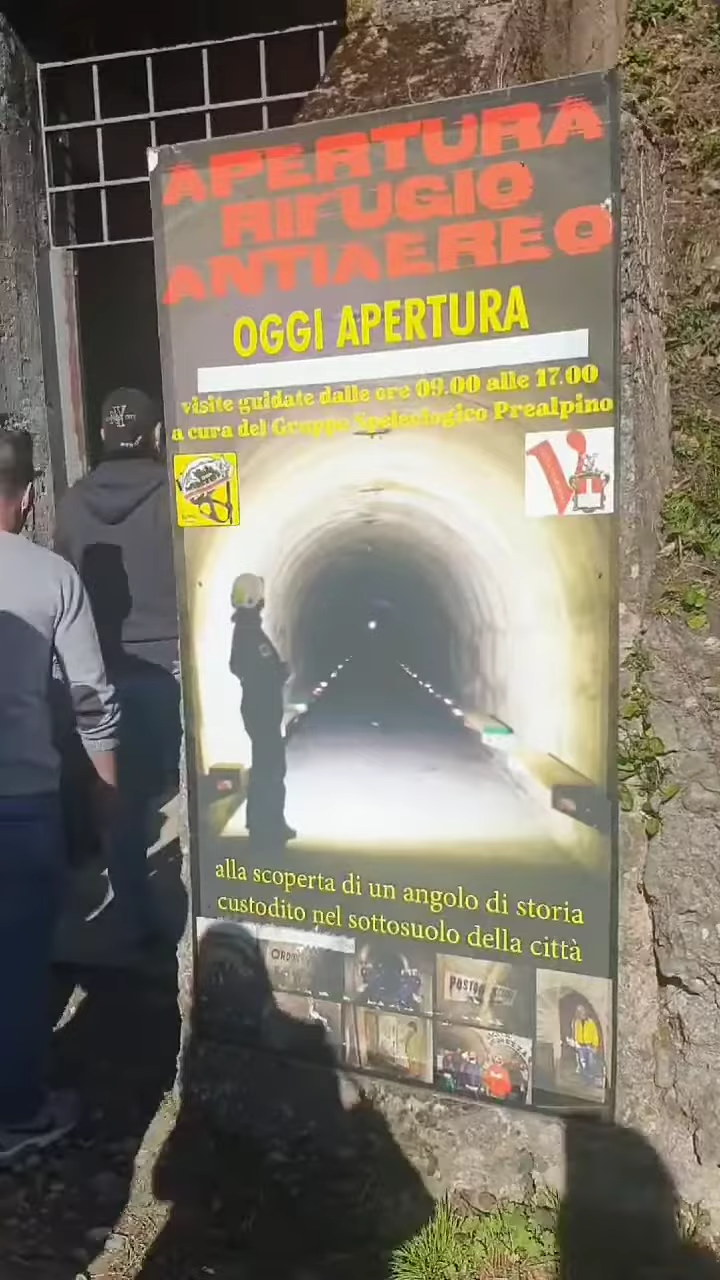 APERTURA
RIFUGIO
ANTIAEREO
OGGI APERTURA
visite guidate dalle ore 09.00 alle 17.00
a cura del Gruppo Speleologico Prealpino
alla scoperta di un angolo di storia
custodito nel sottosuolo della città